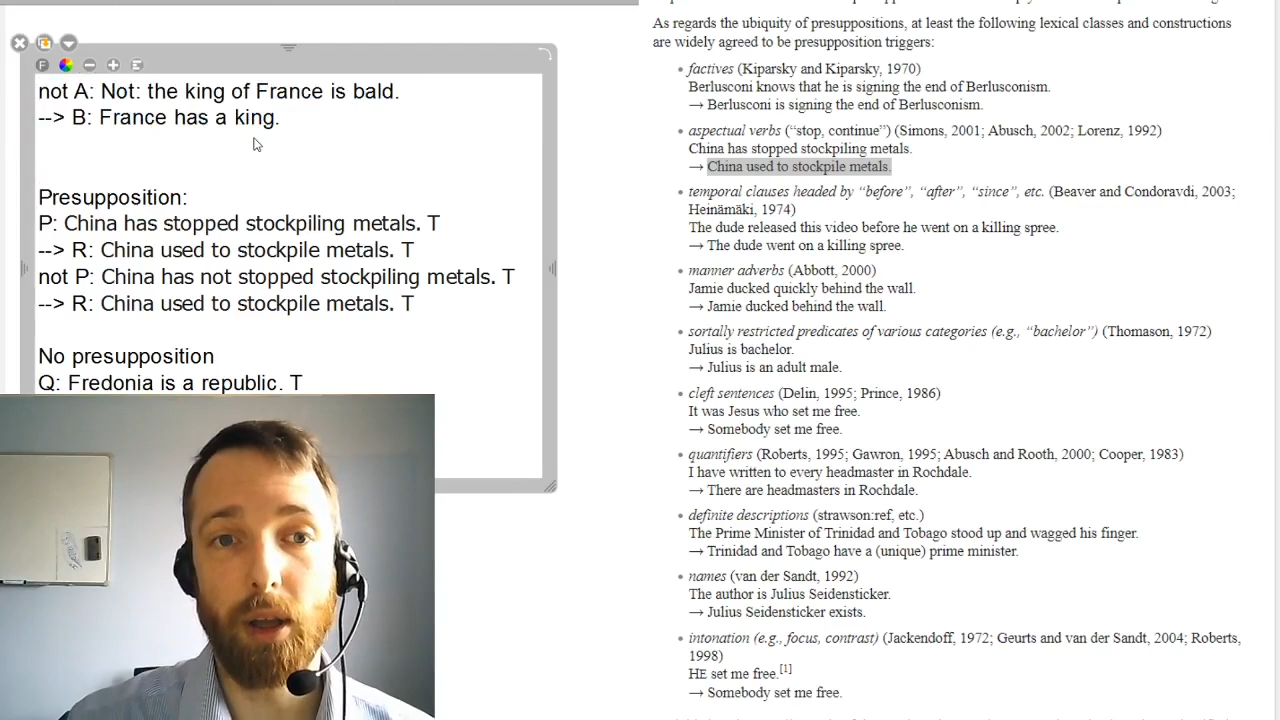 not A: Not: the king of France is bald.
--> B: France has a king.
Presupposition:
P: China has stopped stockpiling metals. T
--> R: China used to stockpile metals. T
not P: China has not stopped stockpiling metals. T
--> R: China used to stockpile metals. T
No presupposition
Q: Fredonia is a republic. T
As regards the ubiquity of presuppositions, at least the following lexical classes and constructions
are widely agreed to be presupposition triggers:
• factives (Kiparsky and Kiparsky, 1970)
Berlusconi knows that he is signing the end of Berlusconism.
→ Berlusconi is signing the end of Berlusconism.
• aspectual verbs (“stop, continue”) (Simons, 2001; Abusch, 2002; Lorenz, 1992)
China has stopped stockpiling metals.
→ China used to stockpile metals.
• temporal clauses headed by “before”, “after”, “since”, etc. (Beaver and Condoravdi, 2003;
Heinämäki, 1974)
The dude released this video before he went on a killing spree.
→ The dude went on a killing spree.
• manner adverbs (Abbott, 2000)
Jamie ducked quickly behind the wall.
→ Jamie ducked behind the wall.
• sortally restricted predicates of various categories (e.g., “bachelor”) (Thomason, 1972)
Julius is bachelor.
→ Julius is an adult male.
• cleft sentences (Delin, 1995; Prince, 1986)
It was Jesus who set me free.
→ Somebody set me free.
• quantifiers (Roberts, 1995; Gawron, 1995; Abusch and Rooth, 2000; Cooper, 1983)
I have written to every headmaster in Rochdale.
→ There are headmasters in Rochdale.
• definite descriptions (strawson:ref, etc.)
The Prime Minister of Trinidad and Tobago stood up and wagged his finger.
→ Trinidad and Tobago have a (unique) prime minister.
• names (van der Sandt, 1992)
The author is Julius Seidensticker.
→ Julius Seidensticker exists.
• intonation (e.g., focus, contrast) (Jackendoff, 1972; Geurts and van der Sandt, 2004; Roberts,
1998)
HE set me free.[1]
→ Somebody set me free.